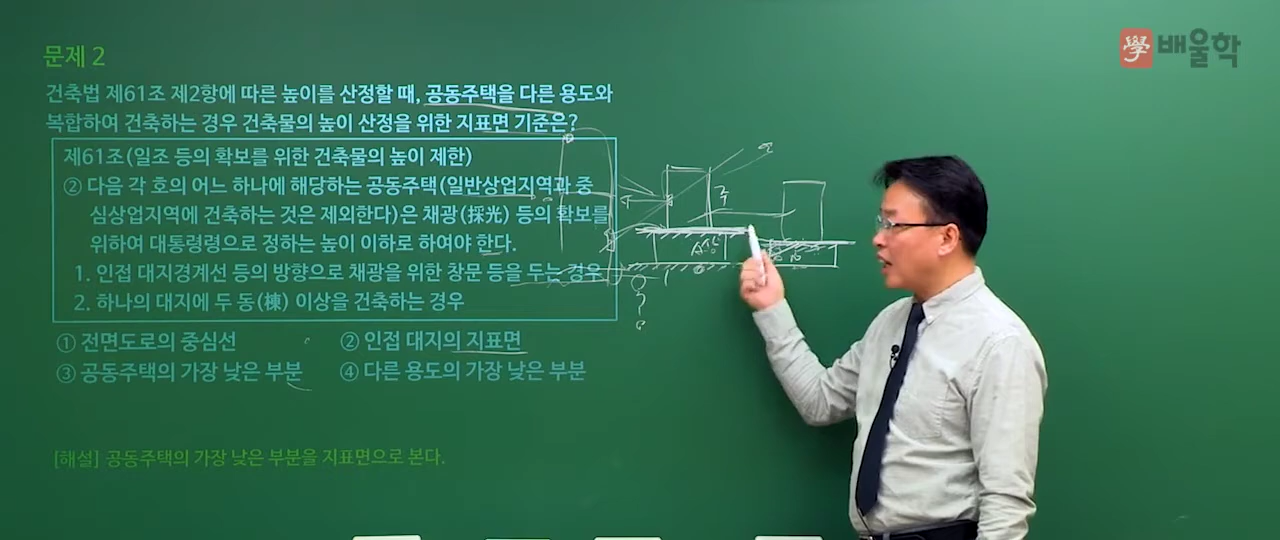 學 배울학
문제 2
건축법 제61조 제2항에 따른 높이를 산정할 때, 공동주택을 다른 용도와
복합하여 건축하는 경우 건축물의 높이 산정을 위한 지표면 기준은?
제61조(일조 등의 확보를 위한 건축물의 높이 제한)
② 다음 각 호의 어느 하나에 해당하는 공동주택(일반상업지역과 중
심상업지역에 건축하는 것은 제외한다)은 채광(採光) 등의 확보를
위하여 대통령령으로 정하는 높이 이하로 하여야 한다.
1. 인접 대지경계선 등의 방향으로 채광을 위한 창문 등을 두는 경우
2. 하나의 대지에 두 동(棟) 이상을 건축하는 경우
① 전면도로의 중심선
② 인접 대지의 지표면
③ 공동주택의 가장 낮은 부분
④ 다른 용도의 가장 낮은 부분
[해설] 공동주택의 가장 낮은 부분을 지표면으로 본다.
주